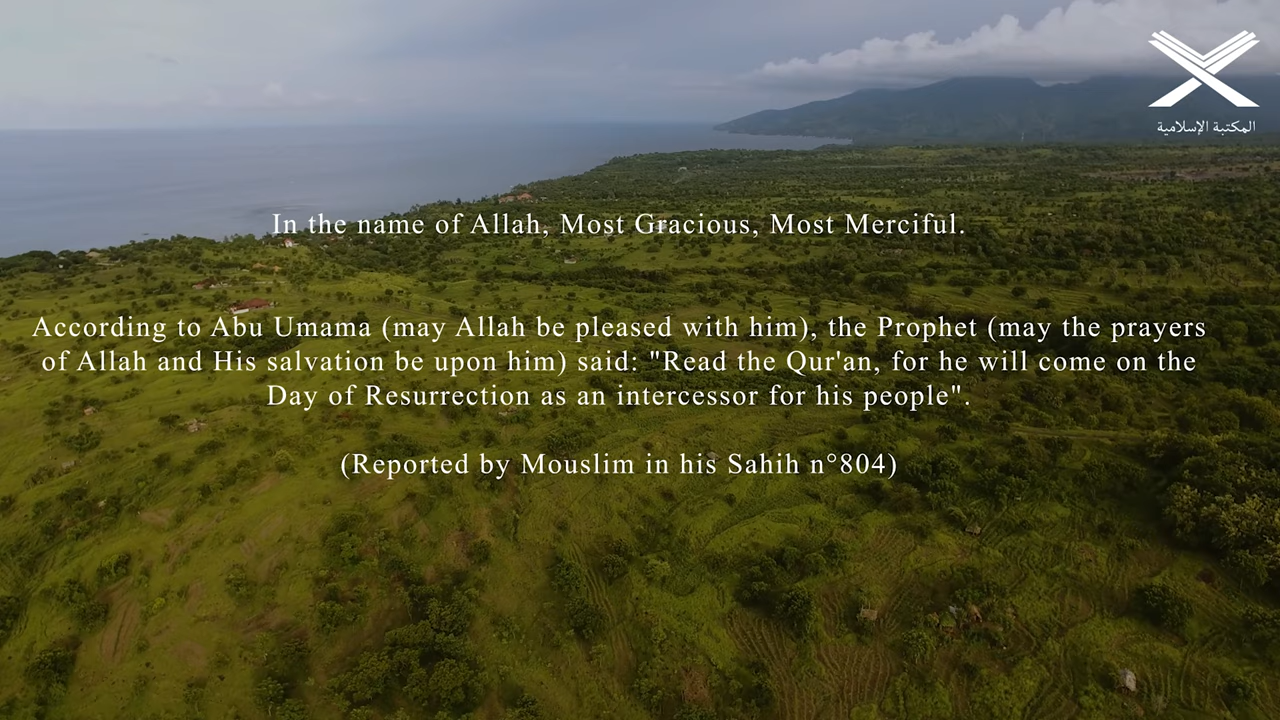 المكتبة الإسلامية
In the name of Allah, Most Gracious, Most Merciful.
According to Abu Umama (may Allah be pleased with him), the Prophet (may the prayers
of Allah and His salvation be upon him) said: "Read the Qur'an, for he will come on the
Day of Resurrection as an intercessor for his people".
(Reported by Mouslim in his Sahih n°804)